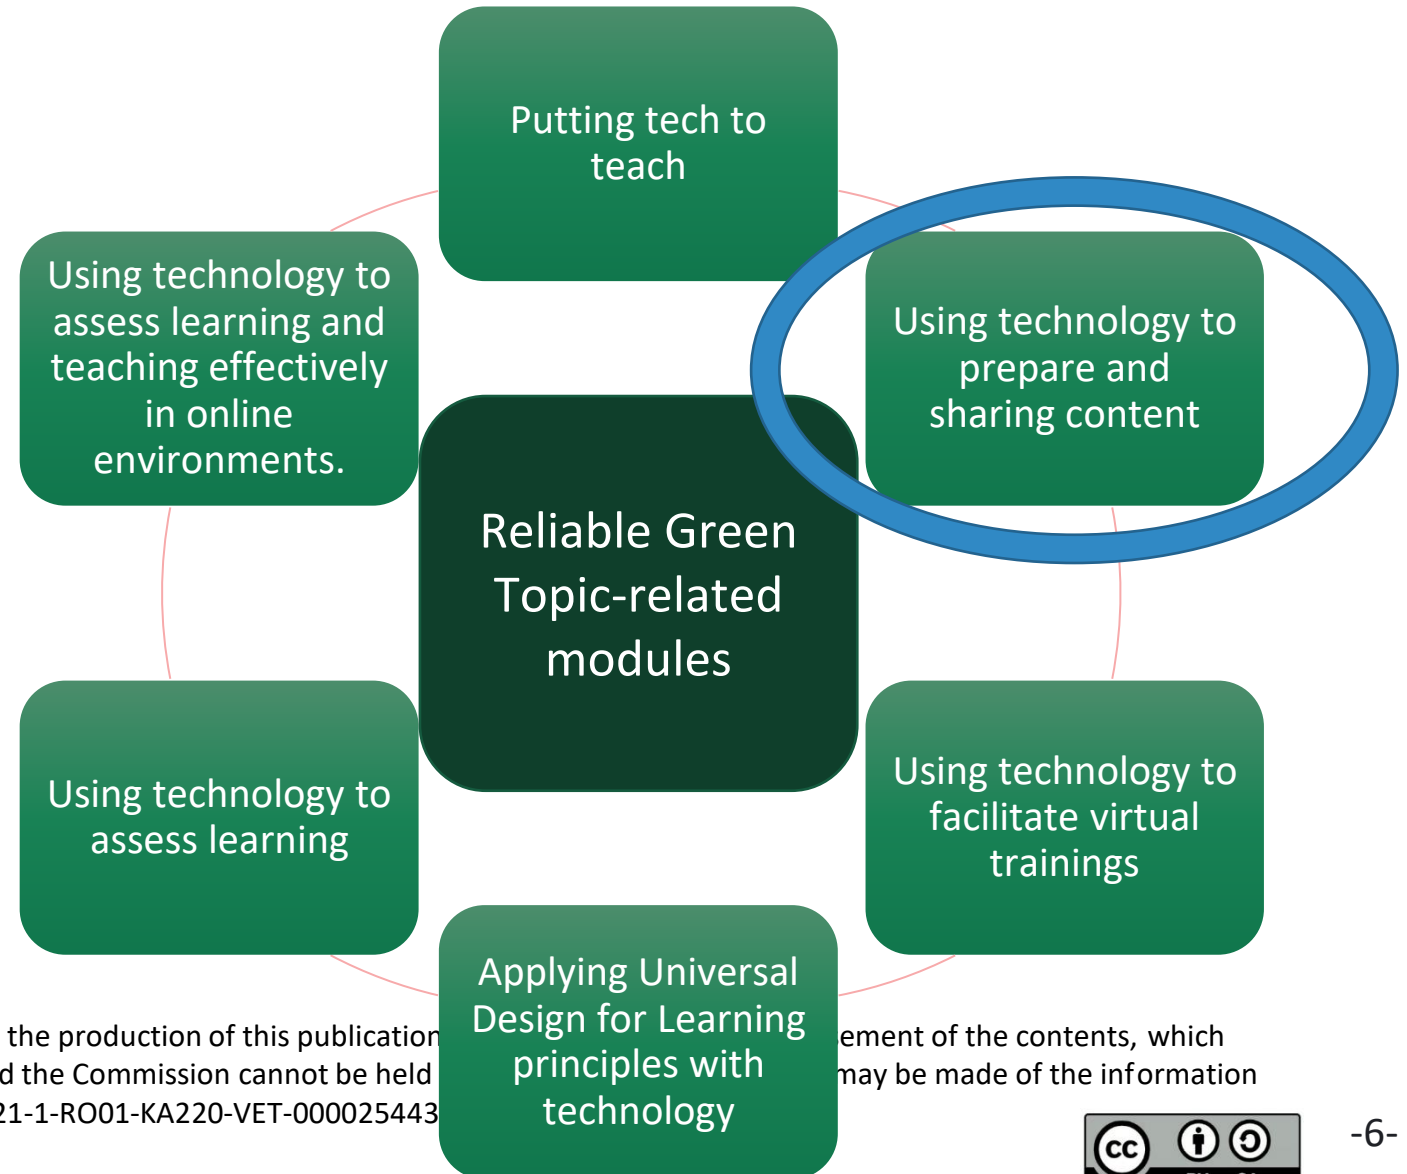 Putting tech to
teach
Using technology to
prepare and
sharing content
Using technology to
facilitate virtual
trainings
Applying Universal
Design for Learning
principles with
technology
Using technology to
assess learning
Using technology to
assess learning and
teaching effectively
in online
environments.
Reliable Green
Topic-related
modules
the production of this publication sement of the contents, which
d the Commission cannot be held may be made of the information
21-1-RO01-KA220-VET-000025443
cc
-6-